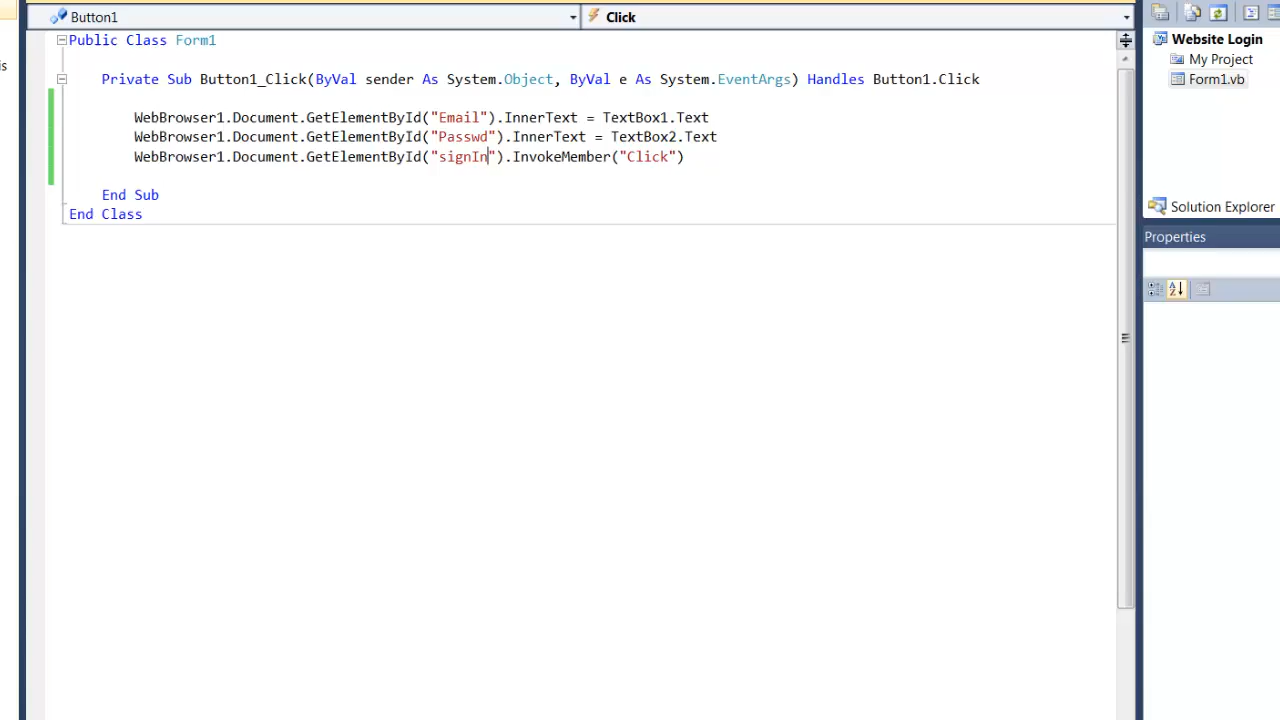 Button1
Click
Public Class Form1
Private Sub Button1_Click(ByVal sender As System.Object, ByVal e As System.EventArgs) Handles Button1.Click
WebBrowser1.Document.GetElementById("Email").InnerText = TextBox1.Text
WebBrowser1.Document.GetElementById("Passwd").InnerText = TextBox2.Text
WebBrowser1.Document.GetElementById("signIn").InvokeMember("Click")
End Sub
End Class
is
Website Login
My Project
Form1.vb
Solution Explorer
Properties